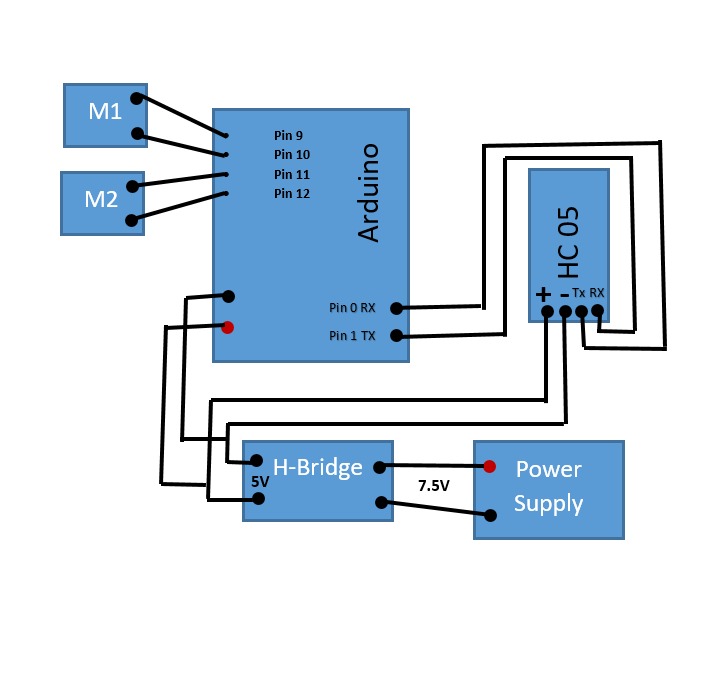 M1
M2
Pin 9
Pin 10
Pin 11
Pin 12
Arduino
Pin 0 RX
Pin 1 TX
HC 05
+ - Tx RX
H-Bridge
5V
7.5V
Power
Supply